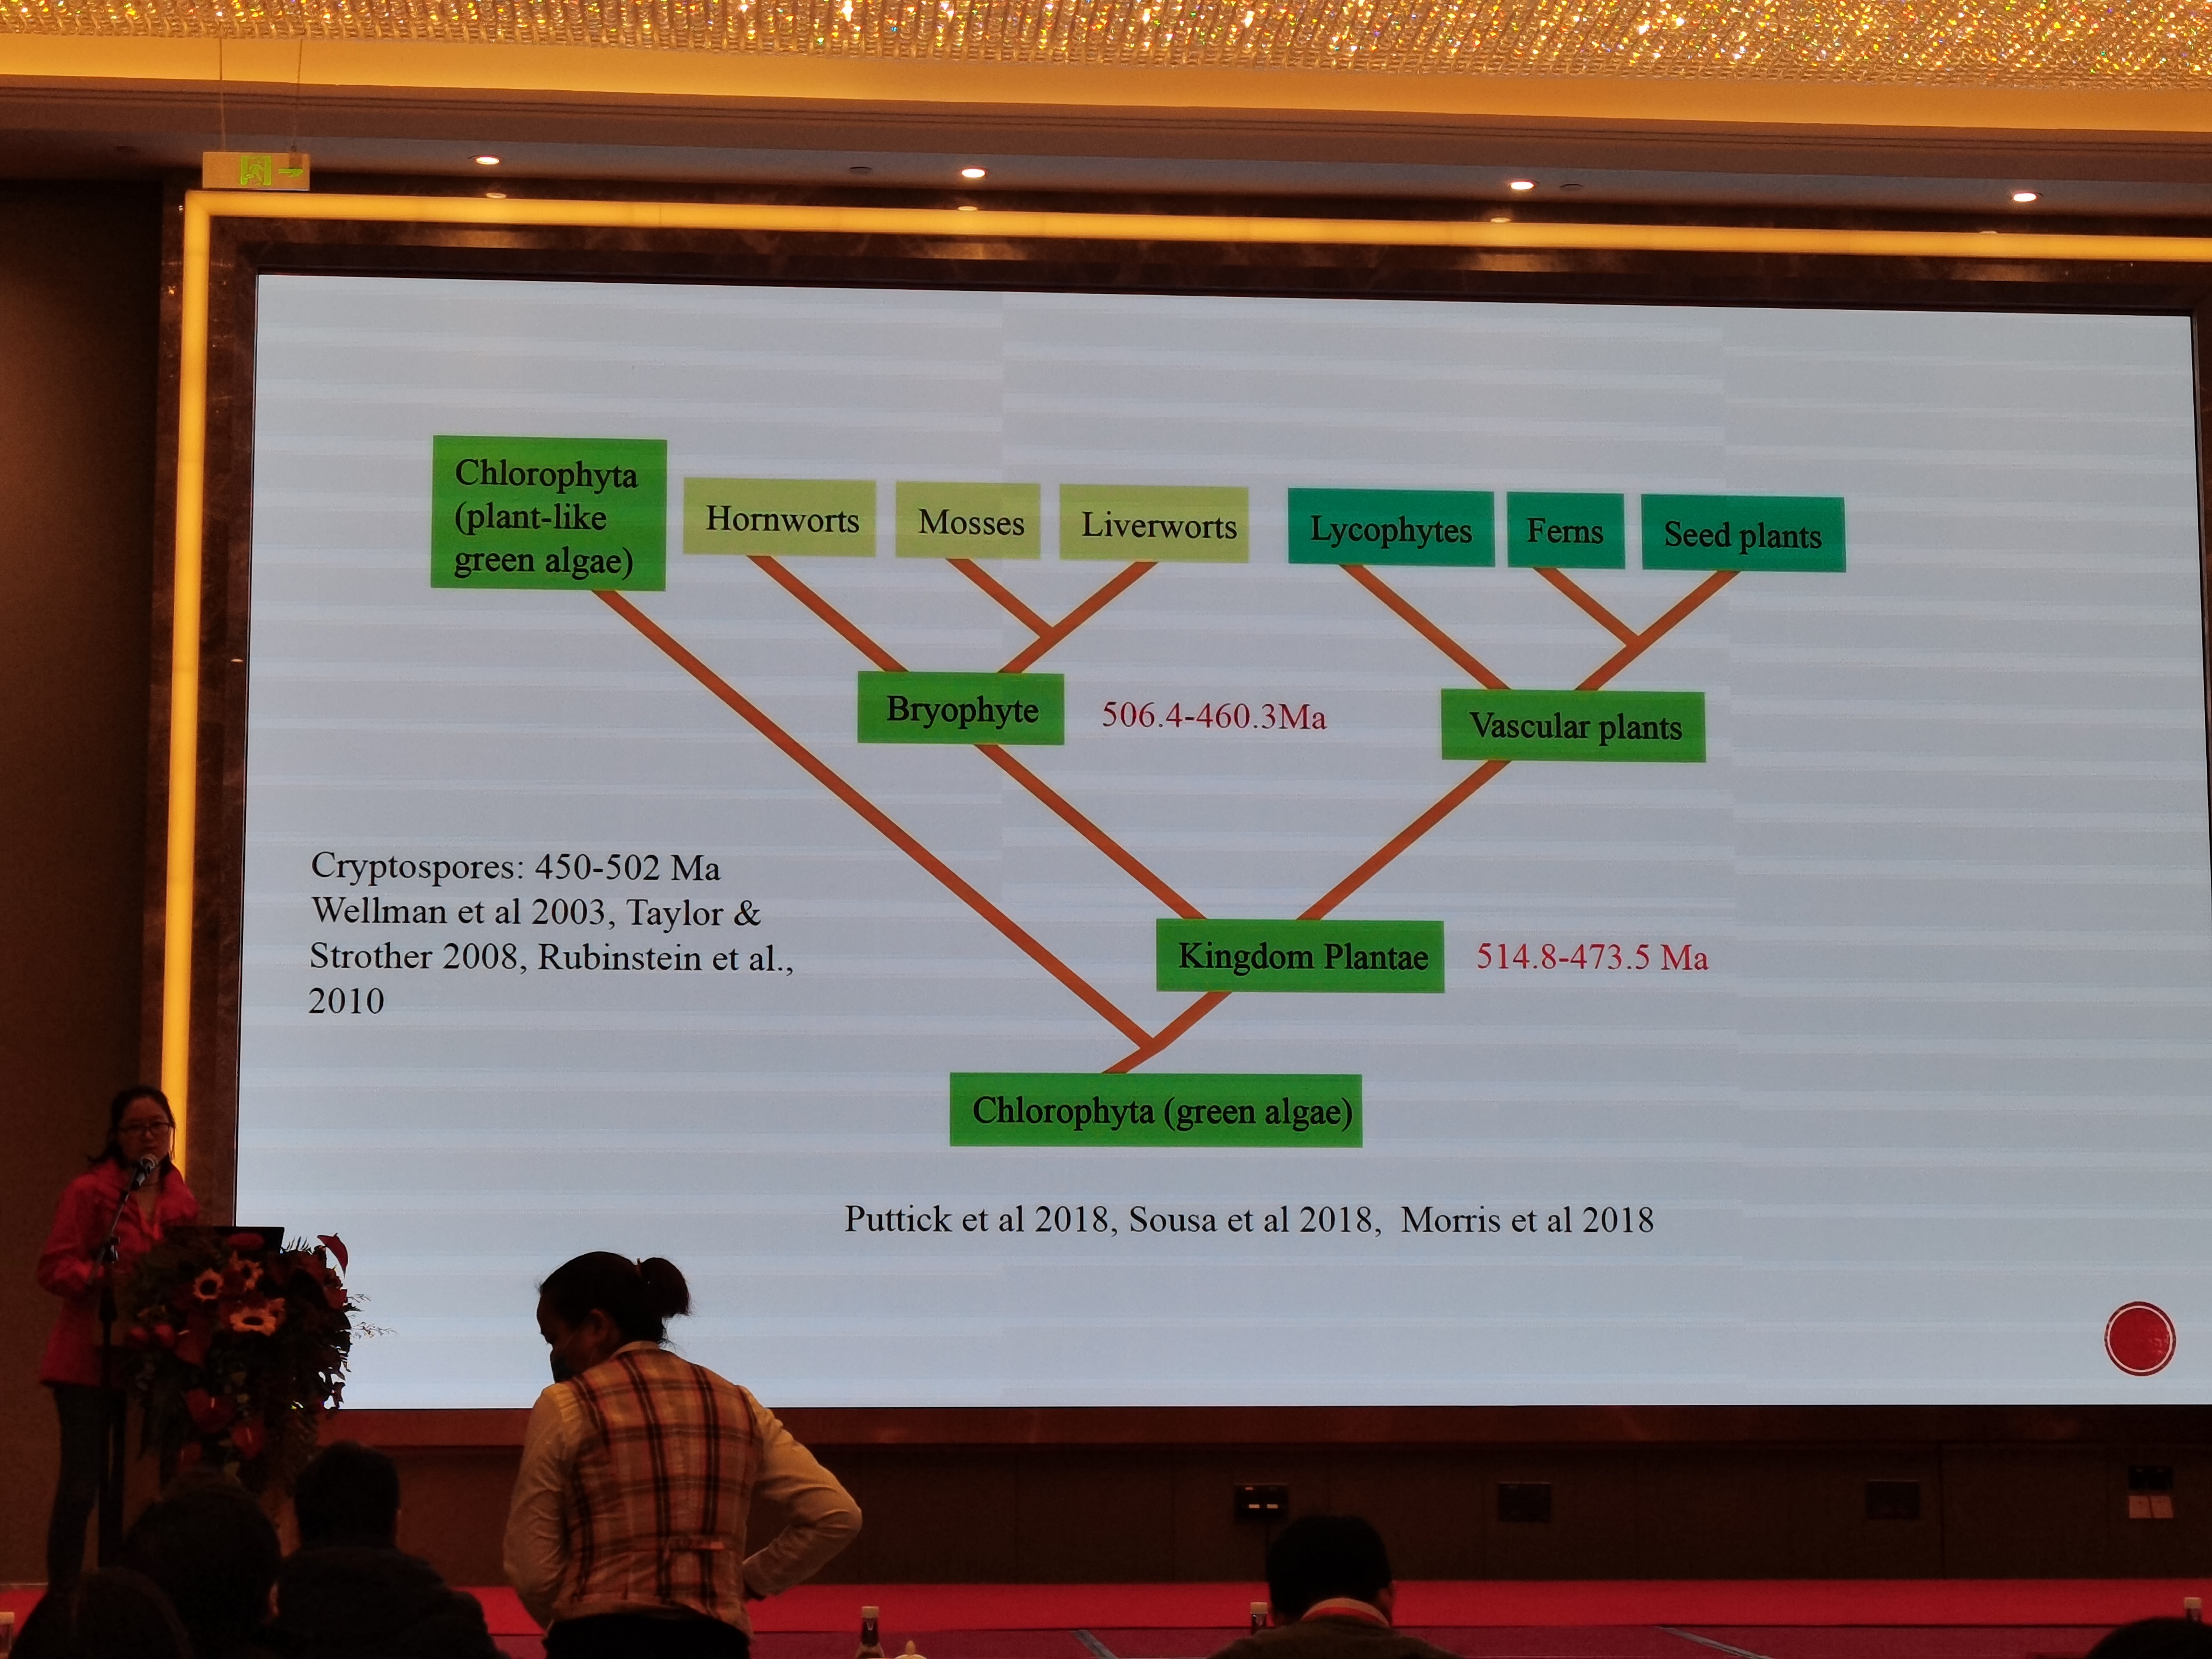 Chlorophyta
(plant-like
green algae)
Hornworts
Mosses
Liverworts
Lycophytes
Ferns
Seed plants
Bryophyte
506.4-460.3Ma
Vascular plants
Cryptospores: 450-502 Ma
Wellman et al 2003, Taylor &
Strother 2008, Rubinstein et al.,
2010
Kingdom Plantae
514.8-473.5 Ma
Chlorophyta (green algae)
Puttick et al 2018, Sousa et al 2018,  Morris et al 2018